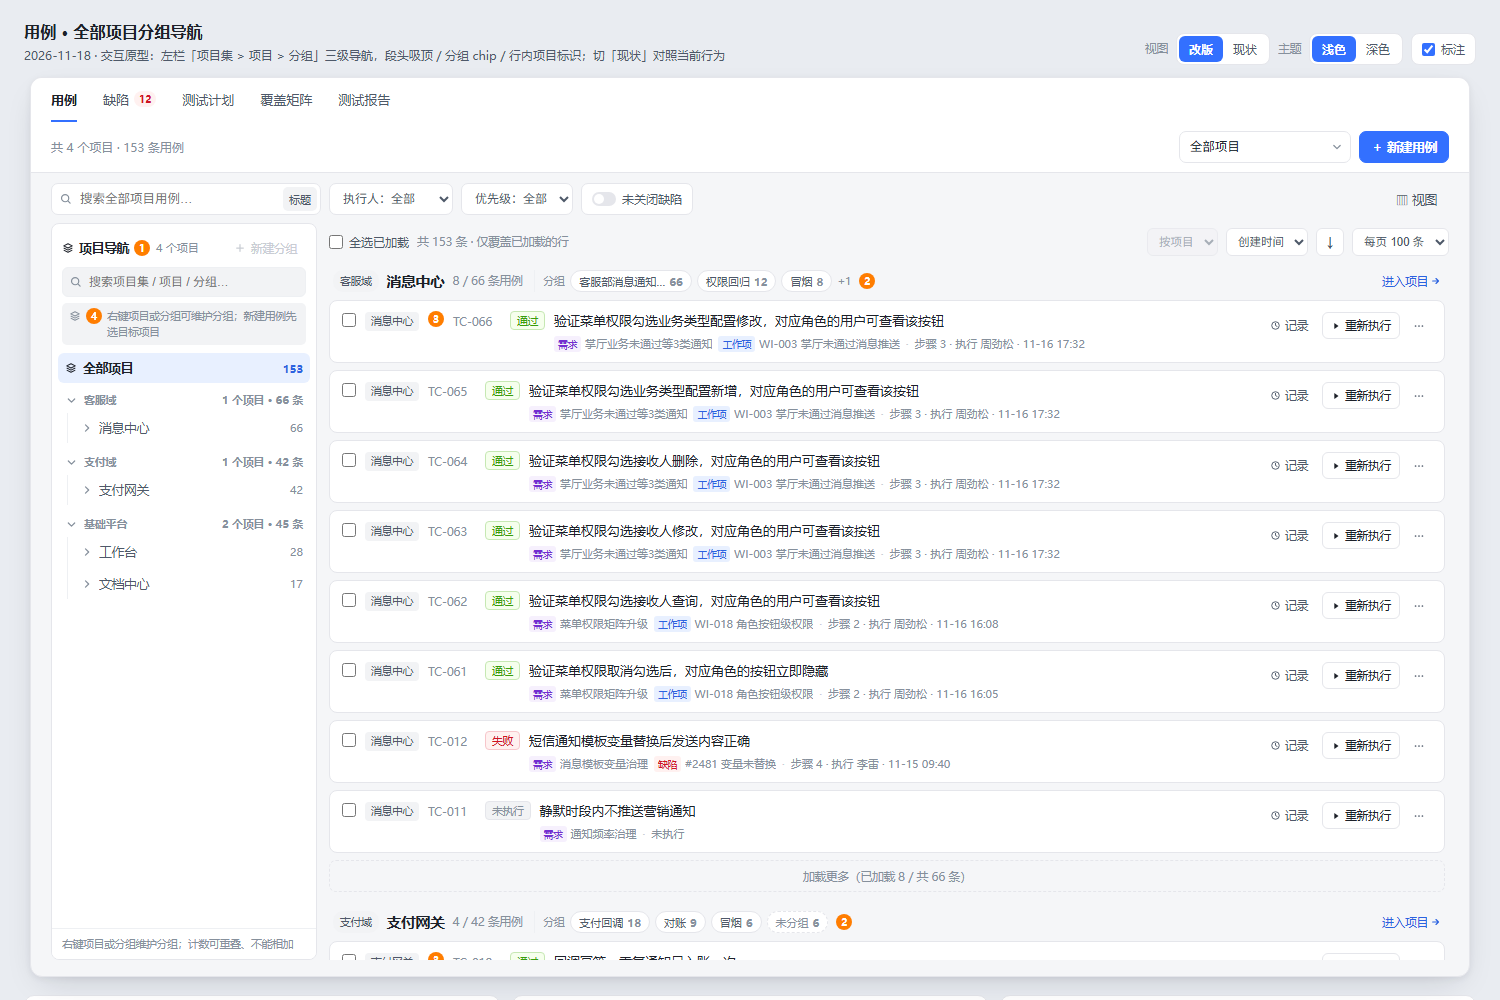 用例 • 全部项目分组导航
2026-11-18 · 交互原型：左栏「项目集 > 项目 > 分组」三级导航，段头吸顶 / 分组 chip / 行内项目标识；切「现状」对照当前行为
视图 改版 现状 主题 浅色 深色 标注
用例 缺陷 12 测试计划 覆盖矩阵 测试报告
共 4 个项目 · 153 条用例
全部项目 + 新建用例
搜索全部项目用例... 标题 执行人：全部 优先级：全部 未关闭缺陷 视图
项目导航 1 4 个项目 + 新建分组
搜索项目集 / 项目 / 分组...
4 右键项目或分组可维护分组；新建用例先
选目标项目
全部项目 153
客服域 1 个项目 • 66 条
消息中心 66
支付域 1 个项目 • 42 条
支付网关 42
基础平台 2 个项目 • 45 条
工作台 28
文档中心 17
右键项目或分组维护分组；计数可重叠、不能相加
全选已加载 共 153 条 · 仅覆盖已加载的行 按项目 创建时间 ↓ 每页 100 条
客服域 消息中心 8 / 66 条用例 分组 客服部消息通知... 66 权限回归 12 冒烟 8 +1 2 进入项目 →
消息中心 3 TC-066 通过 验证菜单权限勾选业务类型配置修改，对应角色的用户可查看该按钮 记录 重新执行 ...
需求 掌厅业务未通过等3类通知 工作项 WI-003 掌厅未通过消息推送 · 步骤 3 · 执行 周劲松 · 11-16 17:32
消息中心 TC-065 通过 验证菜单权限勾选业务类型配置新增，对应角色的用户可查看该按钮 记录 重新执行 ...
需求 掌厅业务未通过等3类通知 工作项 WI-003 掌厅未通过消息推送 · 步骤 3 · 执行 周劲松 · 11-16 17:32
消息中心 TC-064 通过 验证菜单权限勾选接收人删除，对应角色的用户可查看该按钮 记录 重新执行 ...
需求 掌厅业务未通过等3类通知 工作项 WI-003 掌厅未通过消息推送 · 步骤 3 · 执行 周劲松 · 11-16 17:32
消息中心 TC-063 通过 验证菜单权限勾选接收人修改，对应角色的用户可查看该按钮 记录 重新执行 ...
需求 掌厅业务未通过等3类通知 工作项 WI-003 掌厅未通过消息推送 · 步骤 3 · 执行 周劲松 · 11-16 17:32
消息中心 TC-062 通过 验证菜单权限勾选接收人查询，对应角色的用户可查看该按钮 记录 重新执行 ...
需求 菜单权限矩阵升级 工作项 WI-018 角色按钮级权限 · 步骤 2 · 执行 周劲松 · 11-16 16:08
消息中心 TC-061 通过 验证菜单权限取消勾选后，对应角色的按钮立即隐藏 记录 重新执行 ...
需求 菜单权限矩阵升级 工作项 WI-018 角色按钮级权限 · 步骤 2 · 执行 周劲松 · 11-16 16:05
消息中心 TC-012 失败 短信通知模板变量替换后发送内容正确 记录 重新执行 ...
需求 消息模板变量治理 缺陷 #2481 变量未替换 · 步骤 4 · 执行 李雷 · 11-15 09:40
消息中心 TC-011 未执行 静默时段内不推送营销通知 记录 重新执行 ...
需求 通知频率治理 · 未执行
加载更多（已加载 8 / 共 66 条）
支付域 支付网关 4 / 42 条用例 分组 支付回调 18 对账 9 冒烟 6 未分组 6 2 进入项目 →